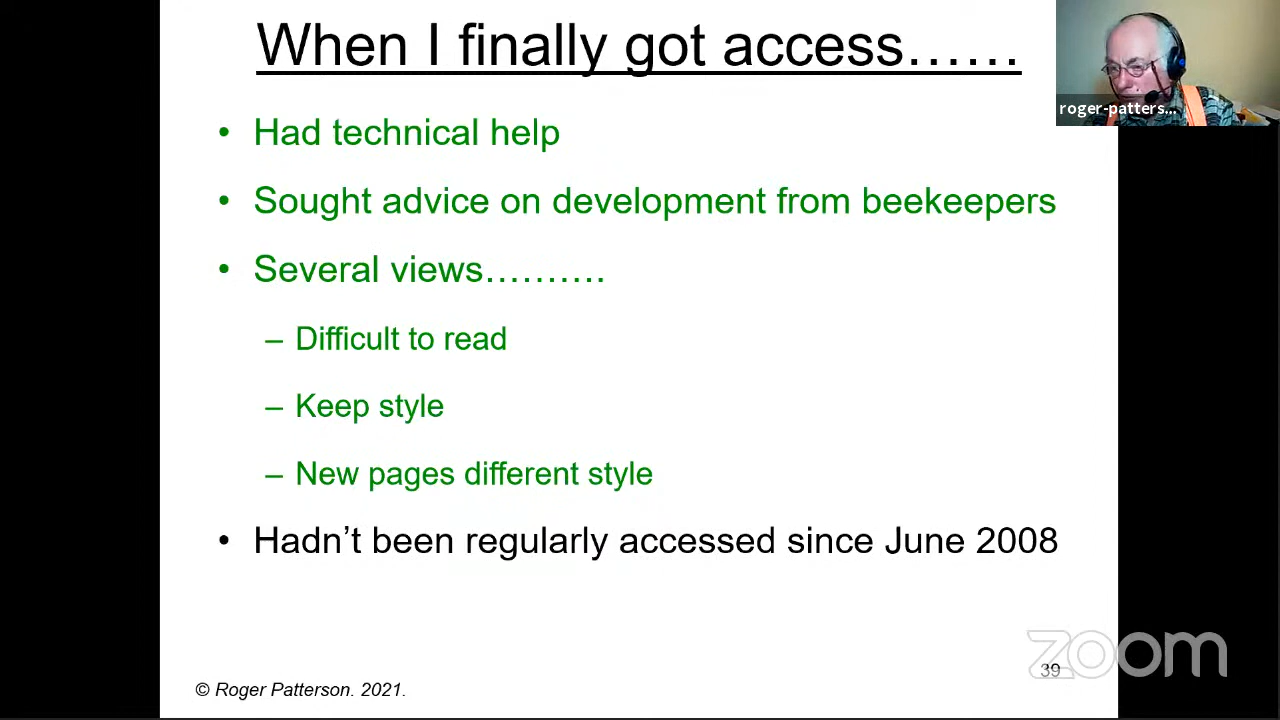 When I finally got access……
roger-patters...
• Had technical help
• Sought advice on development from beekeepers
• Several views……….
– Difficult to read
– Keep style
– New pages different style
• Hadn’t been regularly accessed since June 2008
zoom
39
© Roger Patterson. 2021.